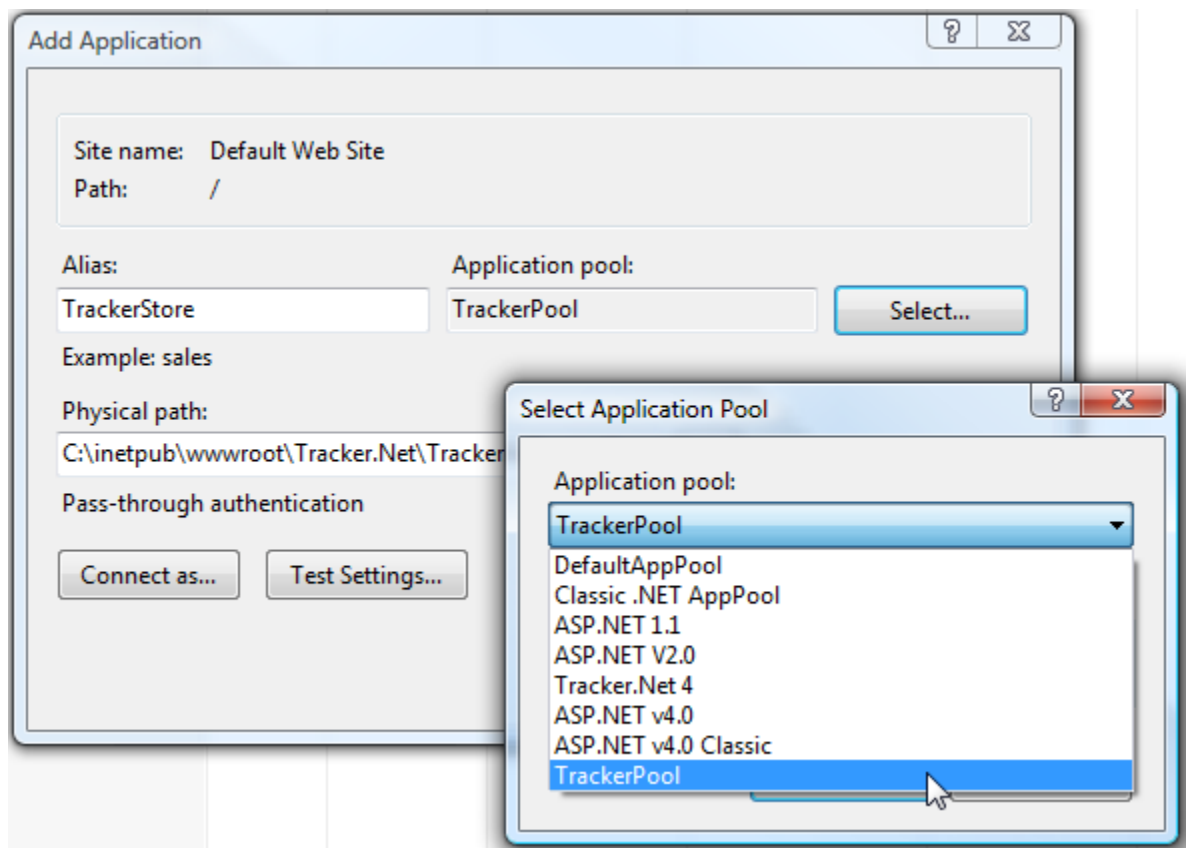 Add Application
Site name: Default Web Site
Path: /
Alias:
Application pool:
TrackerStore
TrackerPool
Select...
Example: sales
Physical path:
C:\inetpub\wwwroot\Tracker.Net\Tracker
Pass-through authentication
Connect as...
Test Settings...
Select Application Pool
Application pool:
TrackerPool
DefaultAppPool
Classic .NET AppPool
ASP.NET 1.1
ASP.NET V2.0
Tracker.Net 4
ASP.NET v4.0
ASP.NET v4.0 Classic
TrackerPool